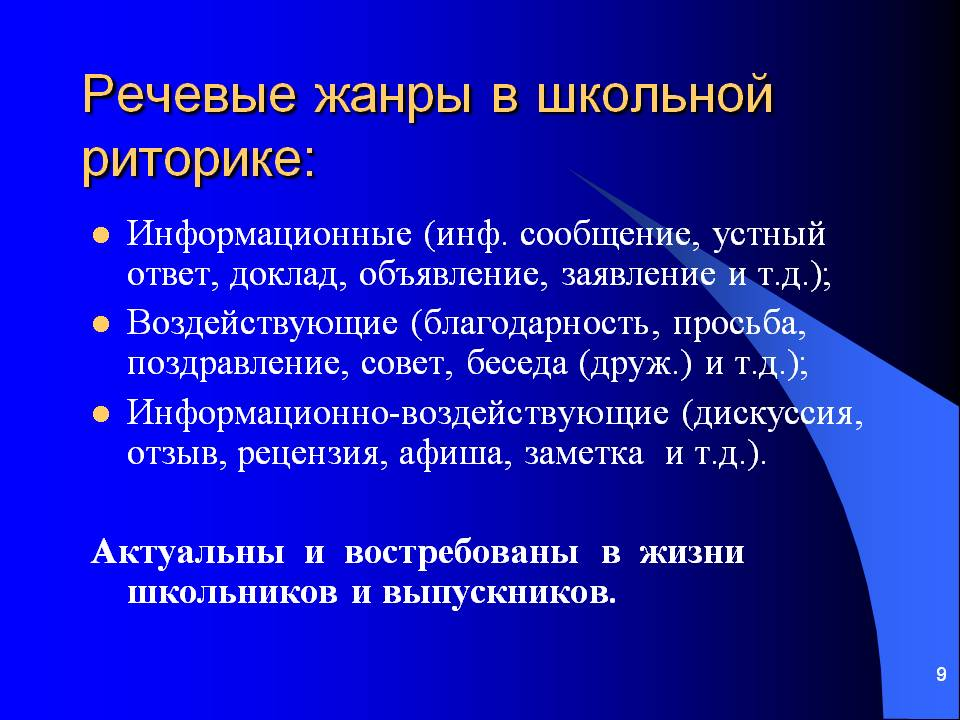 Речевые жанры в школьной
риторике:
Информационные (инф. сообщение, устный
ответ, доклад, объявление, заявление и т.д.);
Воздействующие (благодарность, просьба,
поздравление, совет, беседа (друж.) и т.д.);
Информационно-воздействующие (дискуссия,
отзыв, рецензия, афиша, заметка и т.д.).
Актуальны и востребованы в жизни
школьников и выпускников.
9